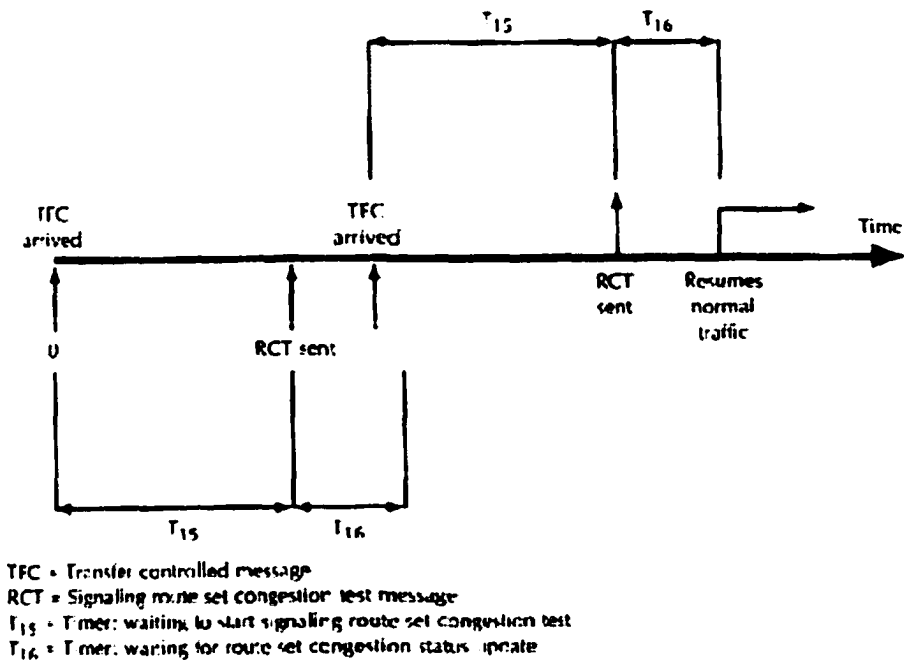 T15
T16
TFC
arrived
TFC
arrived
Time
0
RCT sent
RCT
sent
Resumes
normal
traffic
T15
T16
TFC = Transfer controlled message
RCT = Signaling route set congestion test message
T15 = Timer: waiting to start signaling route set congestion test
T16 = Timer: waiting for route set congestion status update